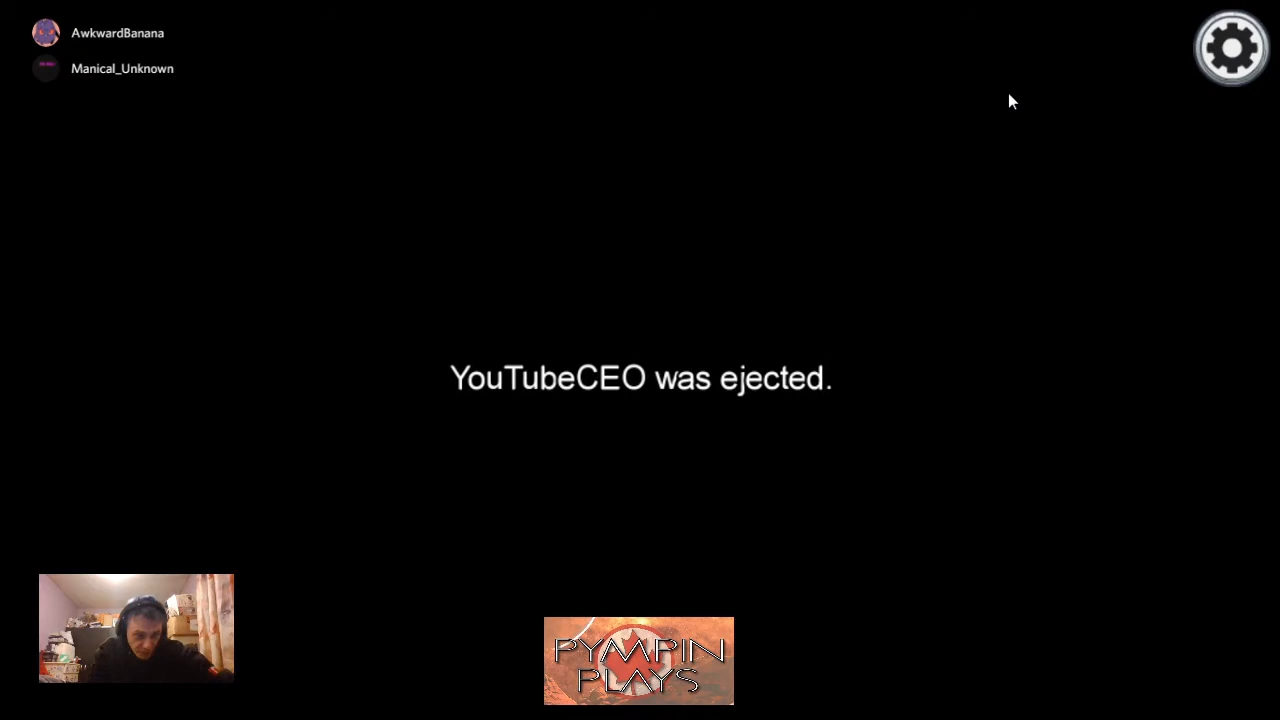 AwkwardBanana
Manical_Unknown
YouTubeCEO was ejected.
PYMPIN
PLAYS